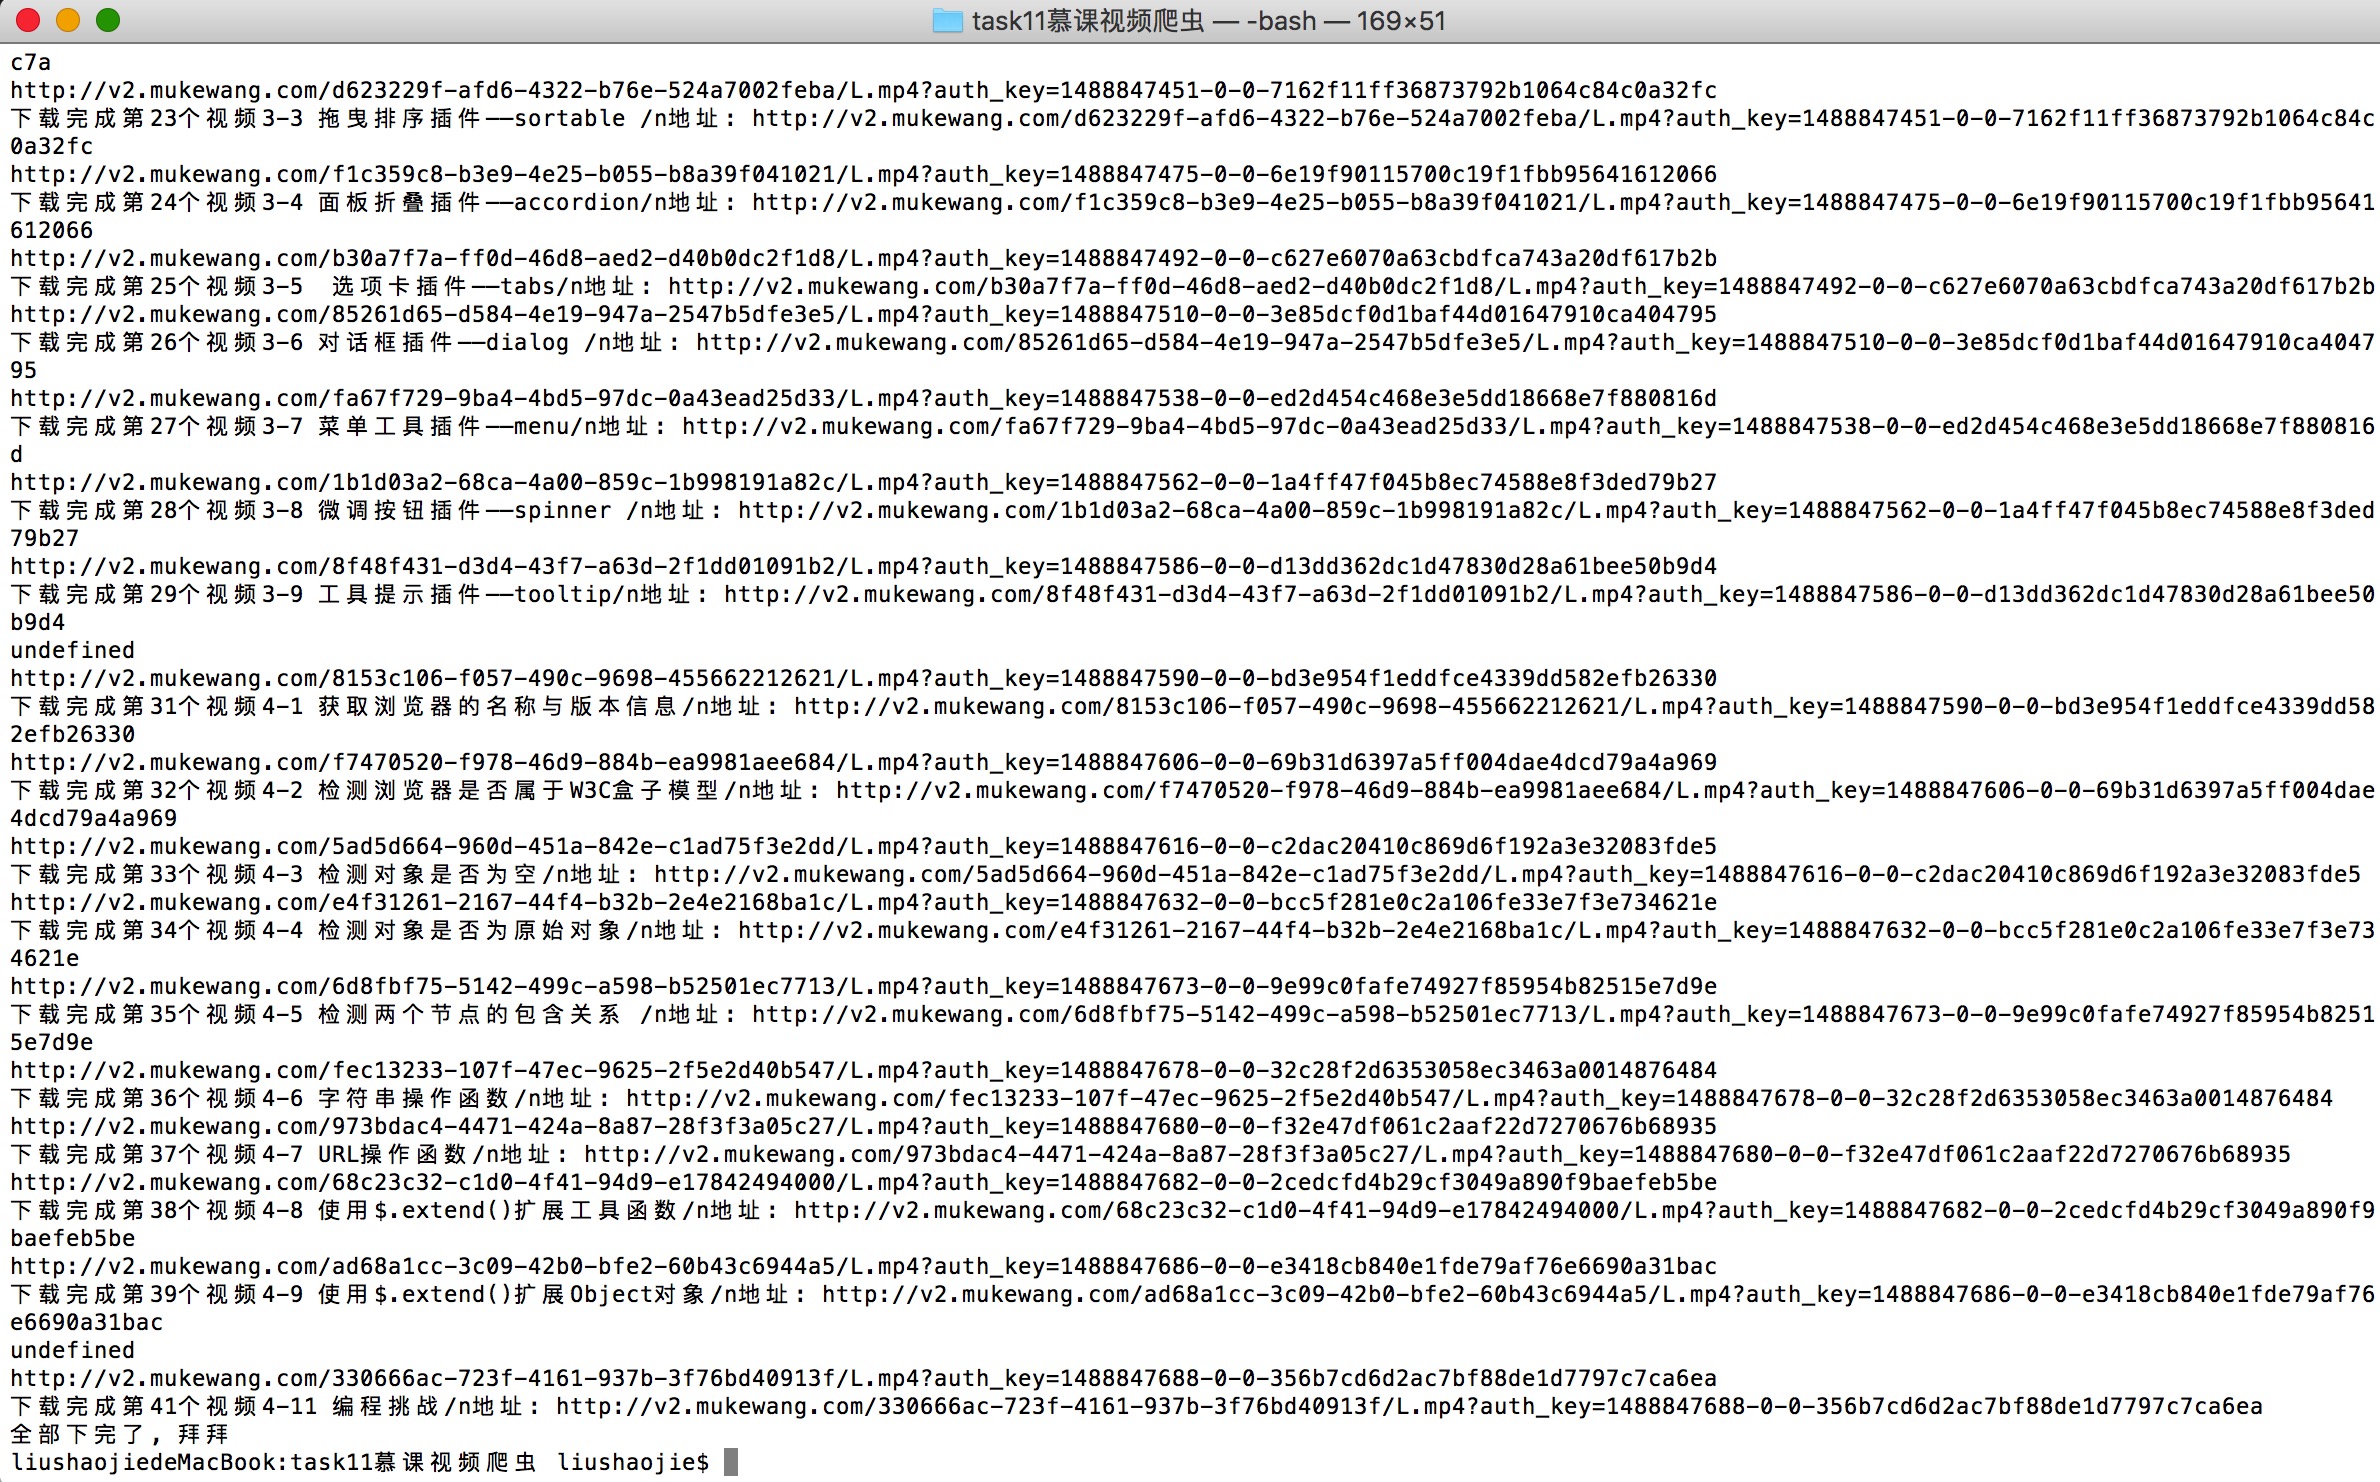 task11慕课视频爬虫 — -bash — 169×51
c7a
http://v2.mukewang.com/d623229f-afd6-4322-b76e-524a7002feba/L.mp4?auth_key=1488847451-0-0-7162f11ff36873792b1064c84c0a32fc
下载完成第23个视频3-3 拖曳排序插件——sortable /n地址: http://v2.mukewang.com/d623229f-afd6-4322-b76e-524a7002feba/L.mp4?auth_key=1488847451-0-0-7162f11ff36873792b1064c84c
0a32fc
http://v2.mukewang.com/f1c359c8-b3e9-4e25-b055-b8a39f041021/L.mp4?auth_key=1488847475-0-0-6e19f90115700c19f1fbb95641612066
下载完成第24个视频3-4 面板折叠插件——accordion/n地址: http://v2.mukewang.com/f1c359c8-b3e9-4e25-b055-b8a39f041021/L.mp4?auth_key=1488847475-0-0-6e19f90115700c19f1fbb95641
612066
http://v2.mukewang.com/b30a7f7a-ff0d-46d8-aed2-d40b0dc2f1d8/L.mp4?auth_key=1488847492-0-0-c627e6070a63cbdfca743a20df617b2b
下载完成第25个视频3-5  选项卡插件——tabs/n地址: http://v2.mukewang.com/b30a7f7a-ff0d-46d8-aed2-d40b0dc2f1d8/L.mp4?auth_key=1488847492-0-0-c627e6070a63cbdfca743a20df617b2b
http://v2.mukewang.com/85261d65-d584-4e19-947a-2547b5dfe3e5/L.mp4?auth_key=1488847510-0-0-3e85dcf0d1baf44d01647910ca404795
下载完成第26个视频3-6 对话框插件——dialog /n地址: http://v2.mukewang.com/85261d65-d584-4e19-947a-2547b5dfe3e5/L.mp4?auth_key=1488847510-0-0-3e85dcf0d1baf44d01647910ca4047
95
http://v2.mukewang.com/fa67f729-9ba4-4bd5-97dc-0a43ead25d33/L.mp4?auth_key=1488847538-0-0-ed2d454c468e3e5dd18668e7f880816d
下载完成第27个视频3-7 菜单工具插件——menu/n地址: http://v2.mukewang.com/fa67f729-9ba4-4bd5-97dc-0a43ead25d33/L.mp4?auth_key=1488847538-0-0-ed2d454c468e3e5dd18668e7f880816
d
http://v2.mukewang.com/1b1d03a2-68ca-4a00-859c-1b998191a82c/L.mp4?auth_key=1488847562-0-0-1a4ff47f045b8ec74588e8f3ded79b27
下载完成第28个视频3-8 微调按钮插件——spinner /n地址: http://v2.mukewang.com/1b1d03a2-68ca-4a00-859c-1b998191a82c/L.mp4?auth_key=1488847562-0-0-1a4ff47f045b8ec74588e8f3ded
79b27
http://v2.mukewang.com/8f48f431-d3d4-43f7-a63d-2f1dd01091b2/L.mp4?auth_key=1488847586-0-0-d13dd362dc1d47830d28a61bee50b9d4
下载完成第29个视频3-9 工具提示插件——tooltip/n地址: http://v2.mukewang.com/8f48f431-d3d4-43f7-a63d-2f1dd01091b2/L.mp4?auth_key=1488847586-0-0-d13dd362dc1d47830d28a61bee50
b9d4
undefined
http://v2.mukewang.com/8153c106-f057-490c-9698-455662212621/L.mp4?auth_key=1488847590-0-0-bd3e954f1eddfce4339dd582efb26330
下载完成第31个视频4-1 获取浏览器的名称与版本信息/n地址: http://v2.mukewang.com/8153c106-f057-490c-9698-455662212621/L.mp4?auth_key=1488847590-0-0-bd3e954f1eddfce4339dd58
2efb26330
http://v2.mukewang.com/f7470520-f978-46d9-884b-ea9981aee684/L.mp4?auth_key=1488847606-0-0-69b31d6397a5ff004dae4dcd79a4a969
下载完成第32个视频4-2 检测浏览器是否属于W3C盒子模型/n地址: http://v2.mukewang.com/f7470520-f978-46d9-884b-ea9981aee684/L.mp4?auth_key=1488847606-0-0-69b31d6397a5ff004dae
4dcd79a4a969
http://v2.mukewang.com/5ad5d664-960d-451a-842e-c1ad75f3e2dd/L.mp4?auth_key=1488847616-0-0-c2dac20410c869d6f192a3e32083fde5
下载完成第33个视频4-3 检测对象是否为空/n地址: http://v2.mukewang.com/5ad5d664-960d-451a-842e-c1ad75f3e2dd/L.mp4?auth_key=1488847616-0-0-c2dac20410c869d6f192a3e32083fde5
http://v2.mukewang.com/e4f31261-2167-44f4-b32b-2e4e2168ba1c/L.mp4?auth_key=1488847632-0-0-bcc5f281e0c2a106fe33e7f3e734621e
下载完成第34个视频4-4 检测对象是否为原始对象/n地址: http://v2.mukewang.com/e4f31261-2167-44f4-b32b-2e4e2168ba1c/L.mp4?auth_key=1488847632-0-0-bcc5f281e0c2a106fe33e7f3e73
4621e
http://v2.mukewang.com/6d8fbf75-5142-499c-a598-b52501ec7713/L.mp4?auth_key=1488847673-0-0-9e99c0fafe74927f85954b82515e7d9e
下载完成第35个视频4-5 检测两个节点的包含关系 /n地址: http://v2.mukewang.com/6d8fbf75-5142-499c-a598-b52501ec7713/L.mp4?auth_key=1488847673-0-0-9e99c0fafe74927f85954b8251
5e7d9e
http://v2.mukewang.com/fec13233-107f-47ec-9625-2f5e2d40b547/L.mp4?auth_key=1488847678-0-0-32c28f2d6353058ec3463a0014876484
下载完成第36个视频4-6 字符串操作函数/n地址: http://v2.mukewang.com/fec13233-107f-47ec-9625-2f5e2d40b547/L.mp4?auth_key=1488847678-0-0-32c28f2d6353058ec3463a0014876484
http://v2.mukewang.com/973bdac4-4471-424a-8a87-28f3f3a05c27/L.mp4?auth_key=1488847680-0-0-f32e47df061c2aaf22d7270676b68935
下载完成第37个视频4-7 URL操作函数/n地址: http://v2.mukewang.com/973bdac4-4471-424a-8a87-28f3f3a05c27/L.mp4?auth_key=1488847680-0-0-f32e47df061c2aaf22d7270676b68935
http://v2.mukewang.com/68c23c32-c1d0-4f41-94d9-e17842494000/L.mp4?auth_key=1488847682-0-0-2cedcfd4b29cf3049a890f9baefeb5be
下载完成第38个视频4-8 使用$.extend()扩展工具函数/n地址: http://v2.mukewang.com/68c23c32-c1d0-4f41-94d9-e17842494000/L.mp4?auth_key=1488847682-0-0-2cedcfd4b29cf3049a890f9
baefeb5be
http://v2.mukewang.com/ad68a1cc-3c09-42b0-bfe2-60b43c6944a5/L.mp4?auth_key=1488847686-0-0-e3418cb840e1fde79af76e6690a31bac
下载完成第39个视频4-9 使用$.extend()扩展Object对象/n地址: http://v2.mukewang.com/ad68a1cc-3c09-42b0-bfe2-60b43c6944a5/L.mp4?auth_key=1488847686-0-0-e3418cb840e1fde79af76
e6690a31bac
undefined
http://v2.mukewang.com/330666ac-723f-4161-937b-3f76bd40913f/L.mp4?auth_key=1488847688-0-0-356b7cd6d2ac7bf88de1d7797c7ca6ea
下载完成第41个视频4-11 编程挑战/n地址: http://v2.mukewang.com/330666ac-723f-4161-937b-3f76bd40913f/L.mp4?auth_key=1488847688-0-0-356b7cd6d2ac7bf88de1d7797c7ca6ea
全部下完了, 拜拜
liushaojiedeMacBook:task11慕课视频爬虫 liushaojie$